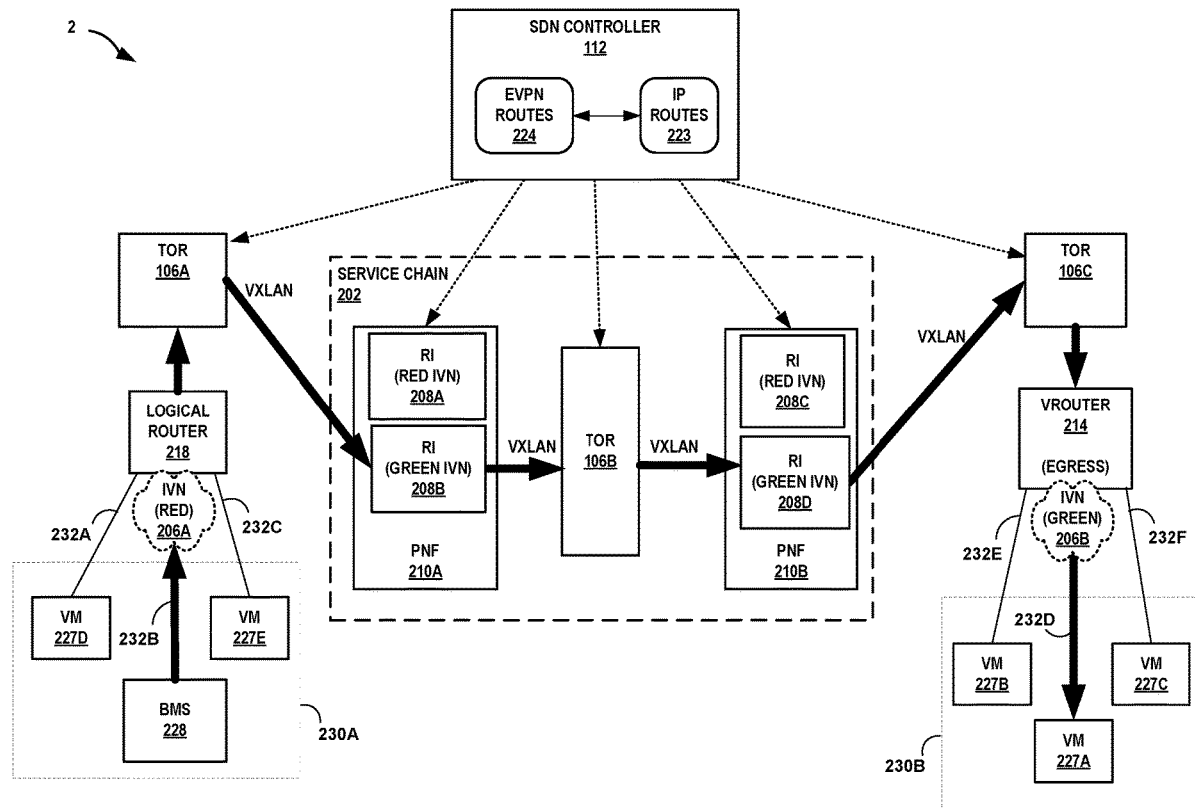 2
SDN CONTROLLER
112
EVPN
ROUTES
224
IP
ROUTES
223
TOR
106A
VXLAN
SERVICE CHAIN
202
RI
(RED IVN)
208A
RI
(GREEN IVN)
208B
PNF
210A
VXLAN
TOR
106B
VXLAN
RI
(RED IVN)
208C
RI
(GREEN IVN)
208D
PNF
210B
VXLAN
TOR
106C
LOGICAL
ROUTER
218
IVN
(RED)
206A
232A
232C
VM
227D
232B
VM
227E
BMS
228
230A
VROUTER
214
(EGRESS)
IVN
(GREEN)
206B
232E
232F
232D
VM
227B
VM
227C
VM
227A
230B